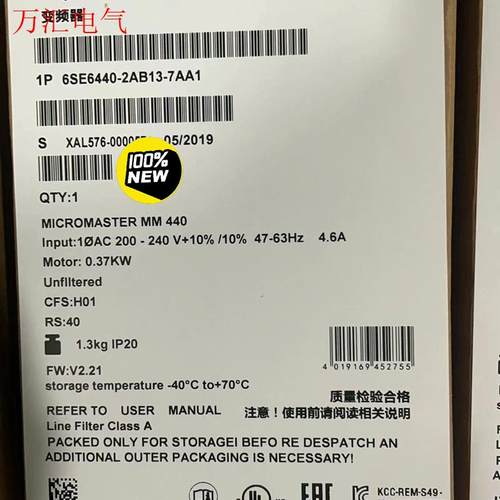 万汇电气
变频器
1P 6SE6440-2AB13-7AA1
S XAL576-00000 05/2019
100%
NEW
QTY:1
MICROMASTER MM 440
Input:1ØAC 200 - 240 V+10% /10% 47-63Hz 4.6A
Motor: 0.37KW
Unfiltered
CFS:H01
RS:40
1.3kg IP20
4 019169 452755
FW:V2.21
storage temperature -40°C to+70°C
质量检验合格
REFER TO USER MANUAL
注意！使用前请阅读相关说明
Line Filter Class A
PACKED ONLY FOR STORAGEI BEFO RE DESPATCH AN
ADDITIONAL OUTER PACKAGING IS NECESSARY!
UL
EAC
KCC-REM-S49-